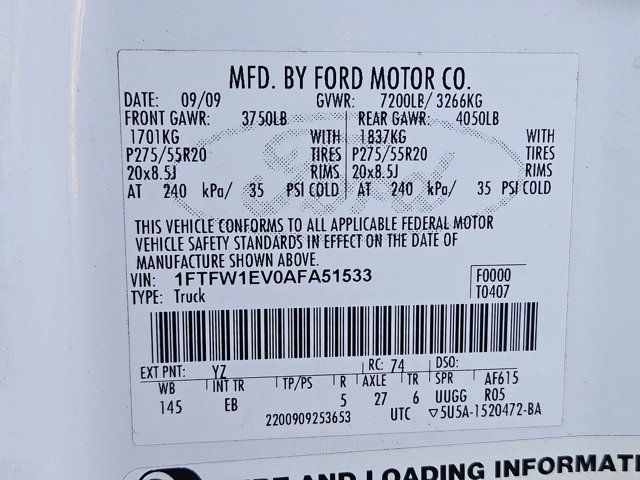 MFD. BY FORD MOTOR CO.
DATE: 09/09 GVWR: 7200LB/ 3266KG
FRONT GAWR: 3750LB REAR GAWR: 4050LB
1701KG WITH 1837KG WITH
P275/55R20 TIRES P275/55R20 TIRES
20x8.5J RIMS 20x8.5J RIMS
AT 240 kPa/ 35 PSI COLD AT 240 kPa/ 35 PSI COLD
THIS VEHICLE CONFORMS TO ALL APPLICABLE FEDERAL MOTOR
VEHICLE SAFETY STANDARDS IN EFFECT ON THE DATE OF
MANUFACTURE SHOWN ABOVE.
VIN: 1FTFW1EV0AFA51533 F0000
TYPE: Truck T0407
EXT PNT: YZ RC: 74 DSO:
WB INT TR TP/PS R AXLE TR SPR AF615
145 EB 5 27 6 UUGG R05
2200909253653 UTC ▽5U5A-1520472-BA
AND LOADING INFORMAT